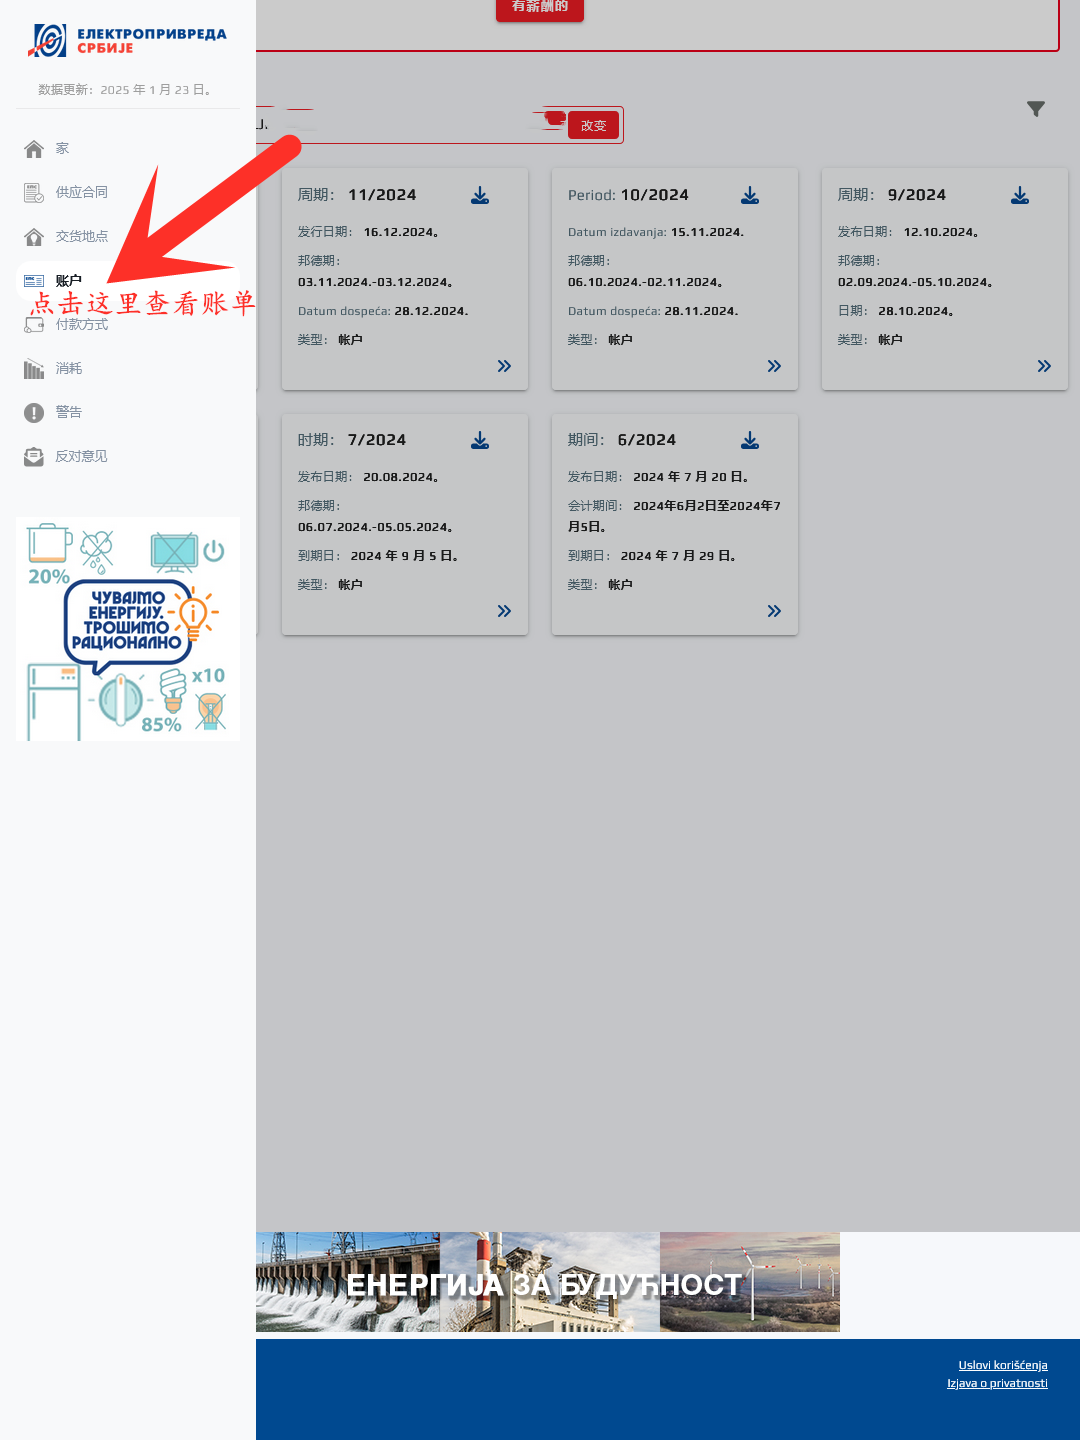 ЕЛЕКТРОПРИВРЕДА
СРБИЈЕ
数据更新：2025 年 1 月 23 日。
家
供应合同
交货地点
账户
点击这里查看账单
付款方式
消耗
警告
反对意见
20%
ЧУВАЈМО
ЕНЕРГИЈУ.
ТРОШИМО
РАЦИОНАЛНО
x10
85%
有薪酬的
改变
周期： 11/2024
发行日期： 16.12.2024。
邦德期：
03.11.2024.-03.12.2024。
Datum dospeća: 28.12.2024.
类型： 帐户
Period: 10/2024
Datum izdavanja: 15.11.2024.
邦德期：
06.10.2024.-02.11.2024。
Datum dospeća: 28.11.2024.
类型： 帐户
周期： 9/2024
发布日期： 12.10.2024。
邦德期：
02.09.2024.-05.10.2024。
日期： 28.10.2024。
类型： 帐户
时期： 7/2024
发布日期： 20.08.2024。
邦德期：
06.07.2024.-05.05.2024。
到期日： 2024 年 9 月 5 日。
类型： 帐户
期间： 6/2024
发布日期： 2024 年 7 月 20 日。
会计期间： 2024年6月2日至2024年7
月5日。
到期日： 2024 年 7 月 29 日。
类型： 帐户
ЕНЕРГИЈА ЗА БУДУЋНОСТ
Uslovi korišćenja
Izjava o privatnosti